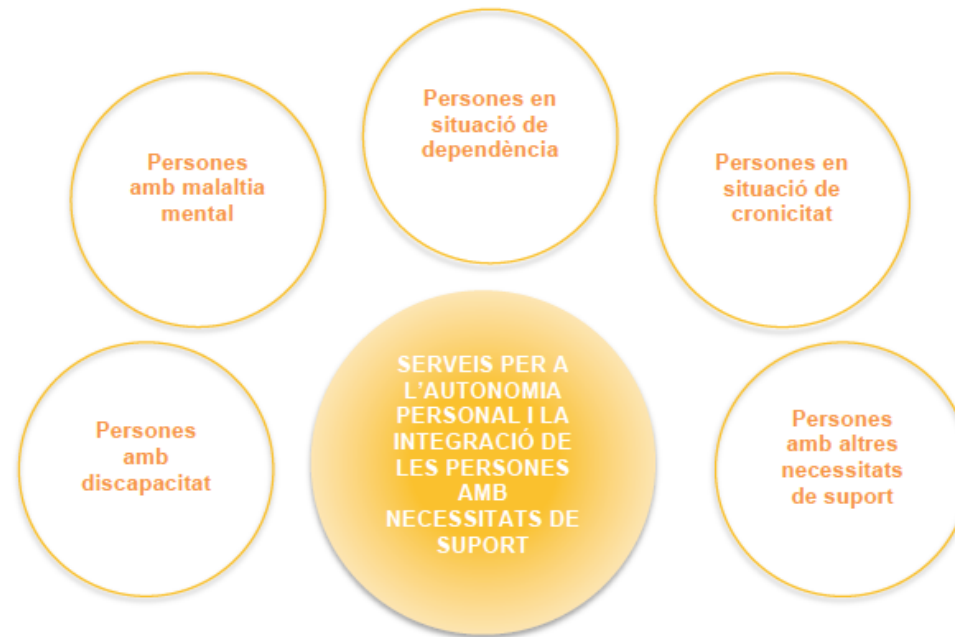 Persones en
situació de
dependència
Persones
amb malaltia
mental
Persones en
situació de
cronicitat
Persones
amb
discapacitat
SERVEIS PER A
L'AUTONOMIA
PERSONAL I LA
INTEGRACIÓ DE
LES PERSONES
AMB
NECESSITATS DE
SUPORT
Persones
amb altres
necessitats
de suport